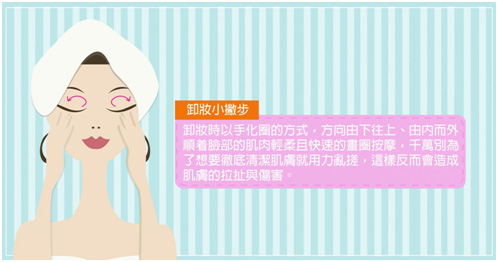 卸妝小撇步
卸妝時以手化圈的方式，方向由下往上、由內而外
順着臉部的肌肉輕柔且快速的畫圈按摩，千萬別為
了想要徹底清潔肌膚就用力亂搓，這樣反而會造成
肌膚的拉扯與傷害。